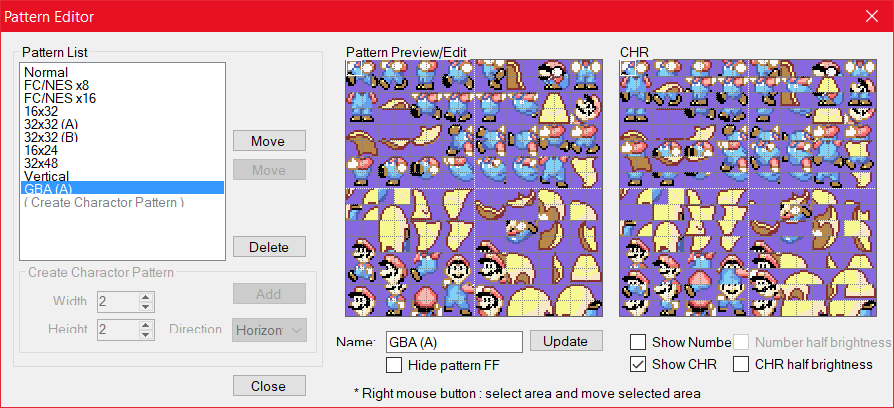 Pattern Editor
Pattern List
Normal
FC/NES x8
FC/NES x16
16x32
32x32 (A)
32x32 (B)
16x24
32x48
Vertical
GBA (A)
( Create Charactor Pattern )
Move
Move
Delete
Create Charactor Pattern
Width 2
Add
Height 2 Direction Horizon
Close
Pattern Preview/Edit
CHR
Name: GBA (A) Update
Hide pattern FF
Show Numbe Number half brightness
Show CHR CHR half brightness
* Right mouse button : select area and move selected area